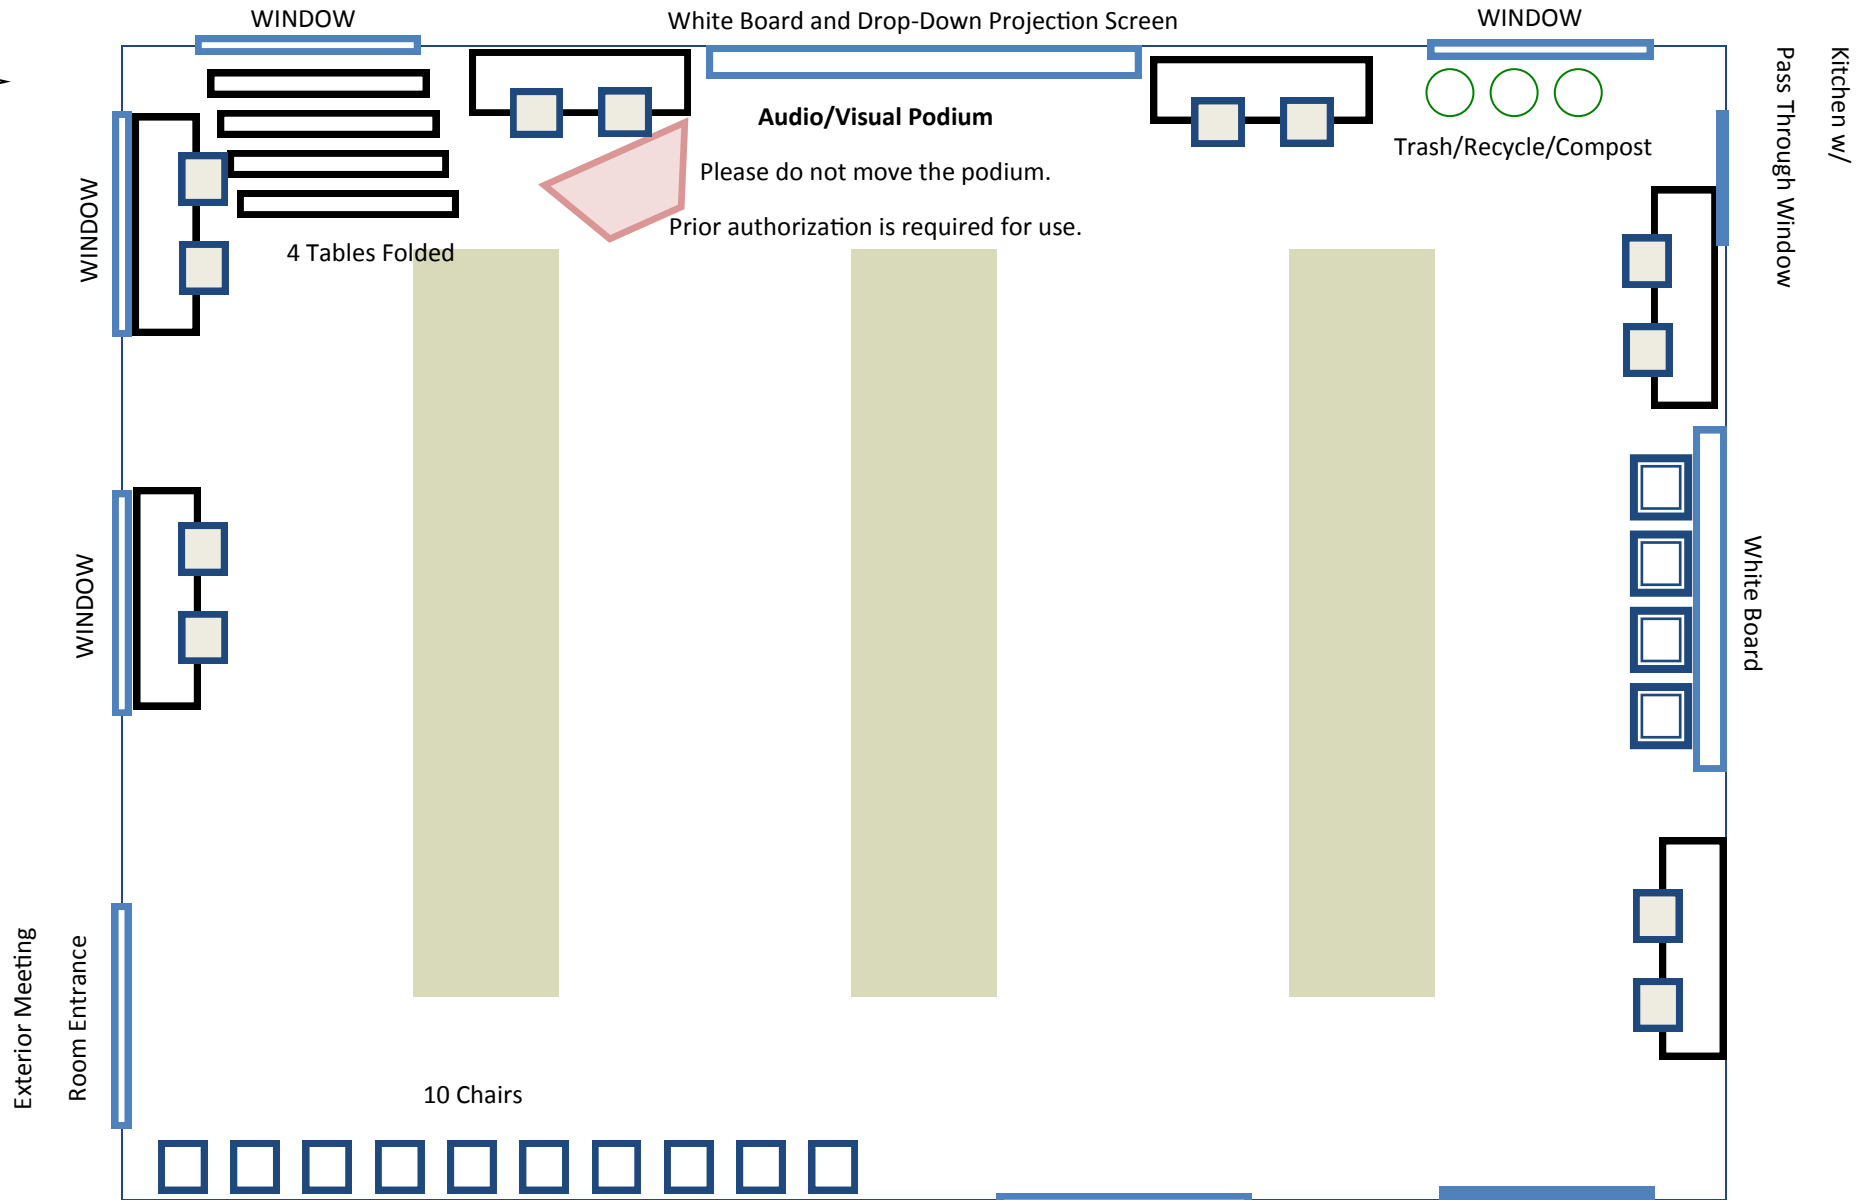 WINDOW
White Board and Drop-Down Projection Screen
WINDOW
Kitchen w/
Pass Through Window
Audio/Visual Podium
Please do not move the podium.
Prior authorization is required for use.
Trash/Recycle/Compost
WINDOW
4 Tables Folded
WINDOW
White Board
Exterior Meeting
Room Entrance
10 Chairs